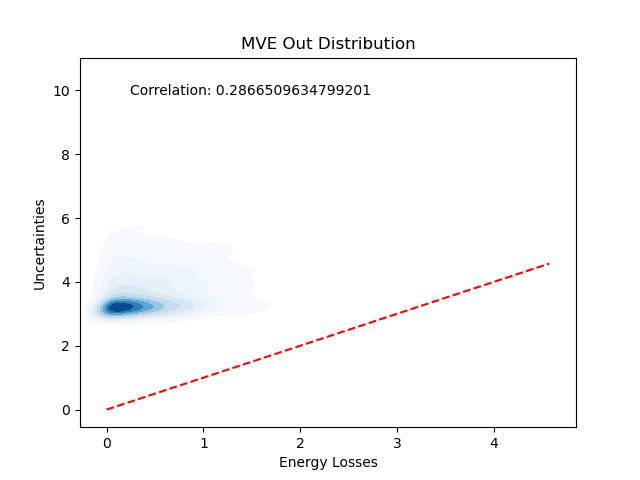 MVE Out Distribution
Correlation: 0.2866509634799201
10
8
6
4
2
0
Uncertainties
0 1 2 3 4
Energy Losses